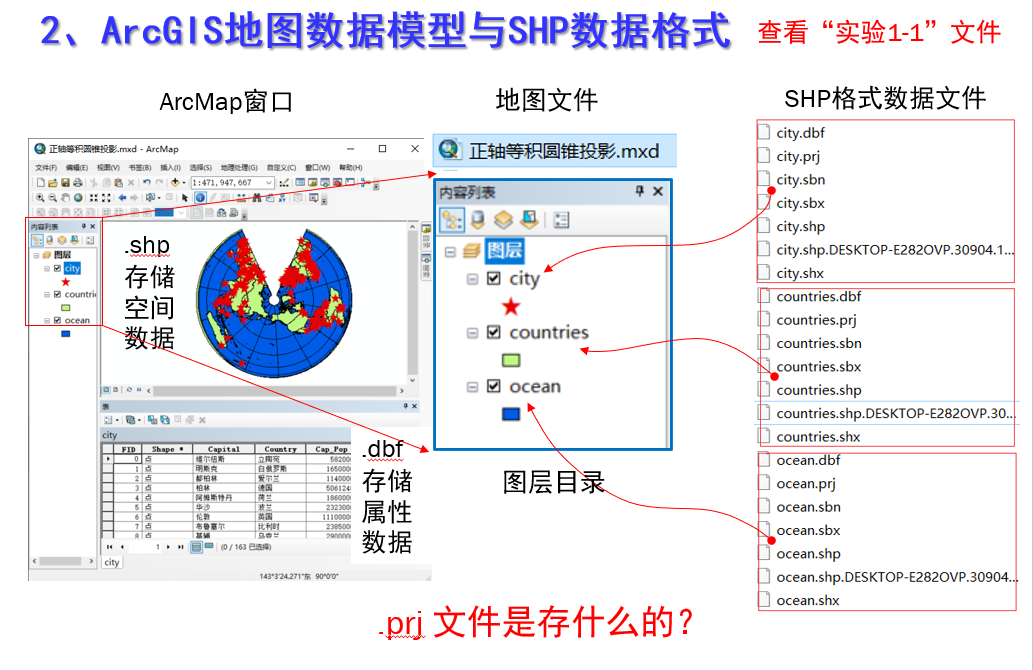 2、ArcGIS地图数据模型与SHP数据格式
查看“实验1-1”文件
ArcMap窗口
地图文件
SHP格式数据文件
正轴等积圆锥投影.mxd - ArcMap
文件(F) 编辑(E) 视图(V) 书签(B) 插入(I) 选择(S) 地理处理(G) 自定义(C) 窗口(W) 帮助(H)
1:471,947,667
内容列表
图层
city
countri
ocean
.shp
存储
空间
数据
表
city
FID Shape * Capital Country Cap_Pop
0 点 维尔纽斯 立陶宛 582000
1 点 明斯克 白俄罗斯 165000
2 点 都柏林 爱尔兰 114000
3 点 柏林 德国 506124
4 点 阿姆斯特丹 荷兰 186000
5 点 华沙 波兰 232300
6 点 伦敦 英国 1110000
7 点 布鲁塞尔 比利时 238500
8 点 基辅 乌克兰 290000
1 (0 / 163 已选择)
city
143°3'24.271"东 90°0'0"
.dbf
存储
属性
数据
正轴等积圆锥投影.mxd
内容列表
图层
city
countries
ocean
图层目录
city.dbf
city.prj
city.sbn
city.sbx
city.shp
city.shp.DESKTOP-E282OVP.30904.1...
city.shx
countries.dbf
countries.prj
countries.sbn
countries.sbx
countries.shp
countries.shp.DESKTOP-E282OVP.30...
countries.shx
ocean.dbf
ocean.prj
ocean.sbn
ocean.sbx
ocean.shp
ocean.shp.DESKTOP-E282OVP.30904...
ocean.shx
.prj 文件是存什么的？